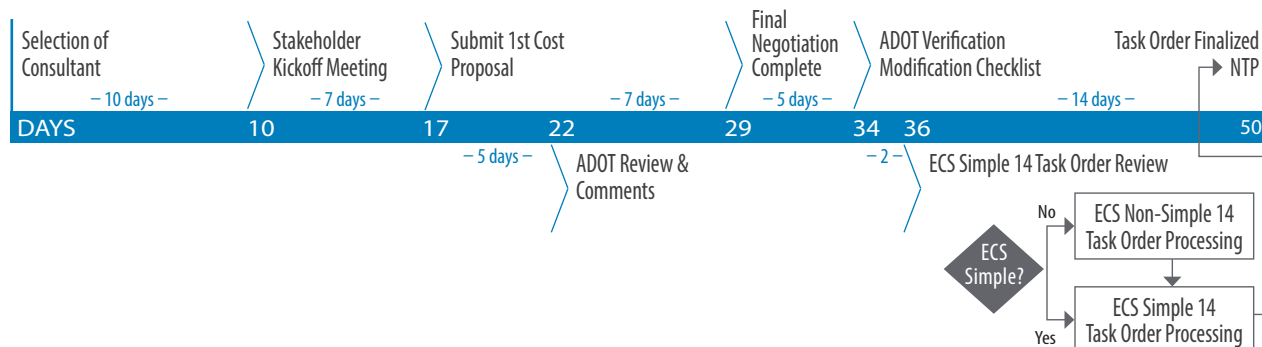 Selection of
Consultant
– 10 days –
Stakeholder
Kickoff Meeting
– 7 days –
Submit 1st Cost
Proposal
– 7 days –
Final
Negotiation
Complete
– 5 days –
ADOT Verification
Modification Checklist
– 14 days –
Task Order Finalized
NTP
DAYS 10 17 22 29 34 36 50
– 5 days –
ADOT Review &
Comments
– 2 –
ECS Simple 14 Task Order Review
ECS
Simple?
No
ECS Non-Simple 14
Task Order Processing
Yes
ECS Simple 14
Task Order Processing